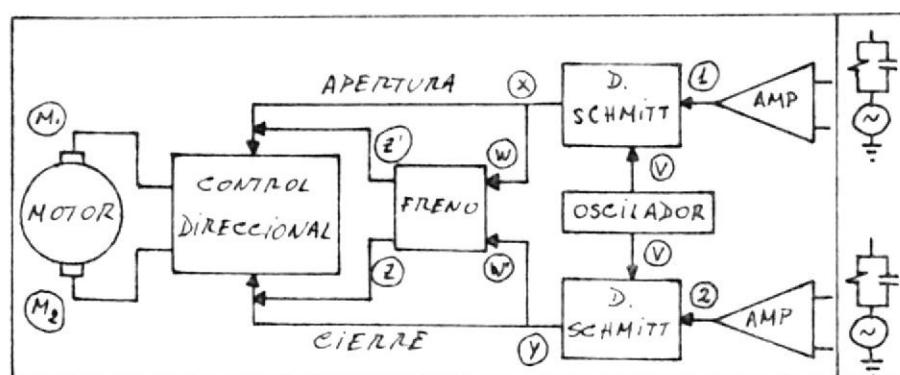 APERTURA
X
D.
SCHMITT
1
AMP
M1
Z'
W
V
CONTROL
DIRECCIONAL
FRENO
OSCILADOR
MOTOR
Z
W'
V
M2
D.
SCHMITT
2
AMP
CIERRE
Y